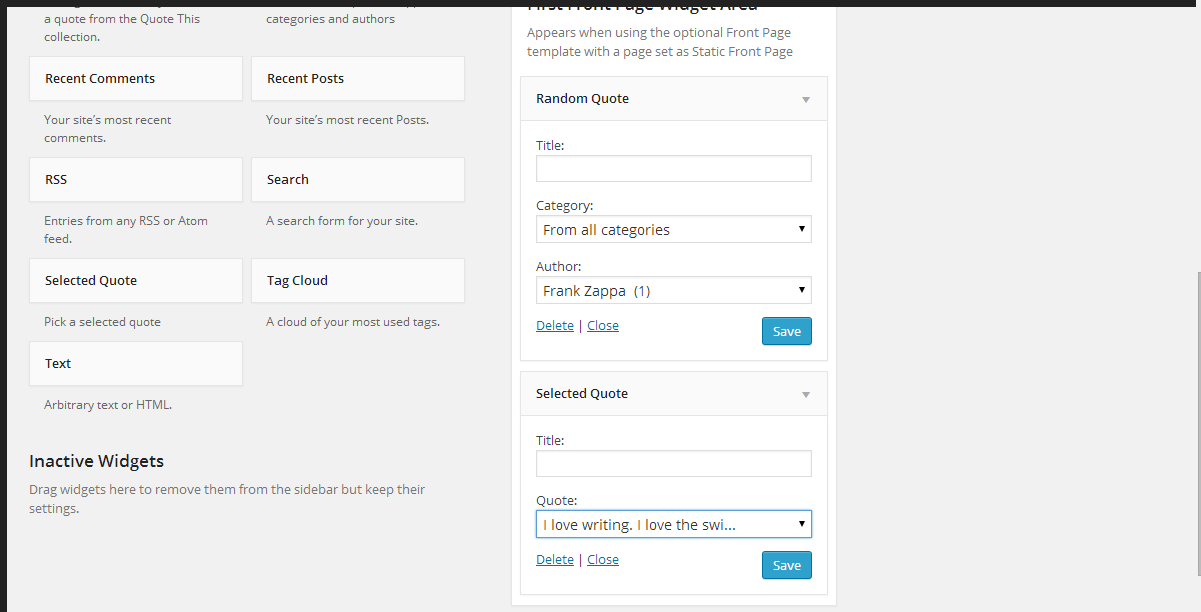 a quote from the Quote This
collection.
categories and authors
Recent Comments
Recent Posts
Your site’s most recent
comments.
Your site’s most recent Posts.
RSS
Search
Entries from any RSS or Atom
feed.
A search form for your site.
Selected Quote
Tag Cloud
Pick a selected quote
A cloud of your most used tags.
Text
Arbitrary text or HTML.
Inactive Widgets
Drag widgets here to remove them from the sidebar but keep their
settings.
First Front Page Widget Area
Appears when using the optional Front Page
template with a page set as Static Front Page
Random Quote
Title:
Category:
From all categories
Author:
Frank Zappa (1)
Delete | Close
Save
Selected Quote
Title:
Quote:
I love writing. I love the swi...
Delete | Close
Save